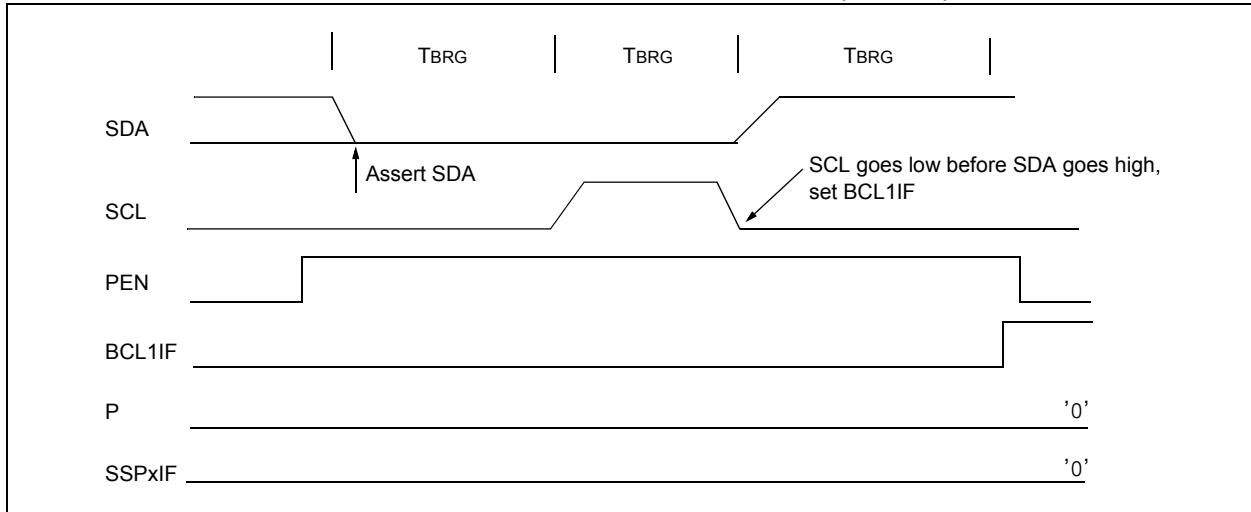 TBRG TBRG TBRG
SDA
Assert SDA
SCL goes low before SDA goes high,
set BCL1IF
SCL
PEN
BCL1IF
P '0'
SSPxIF '0'